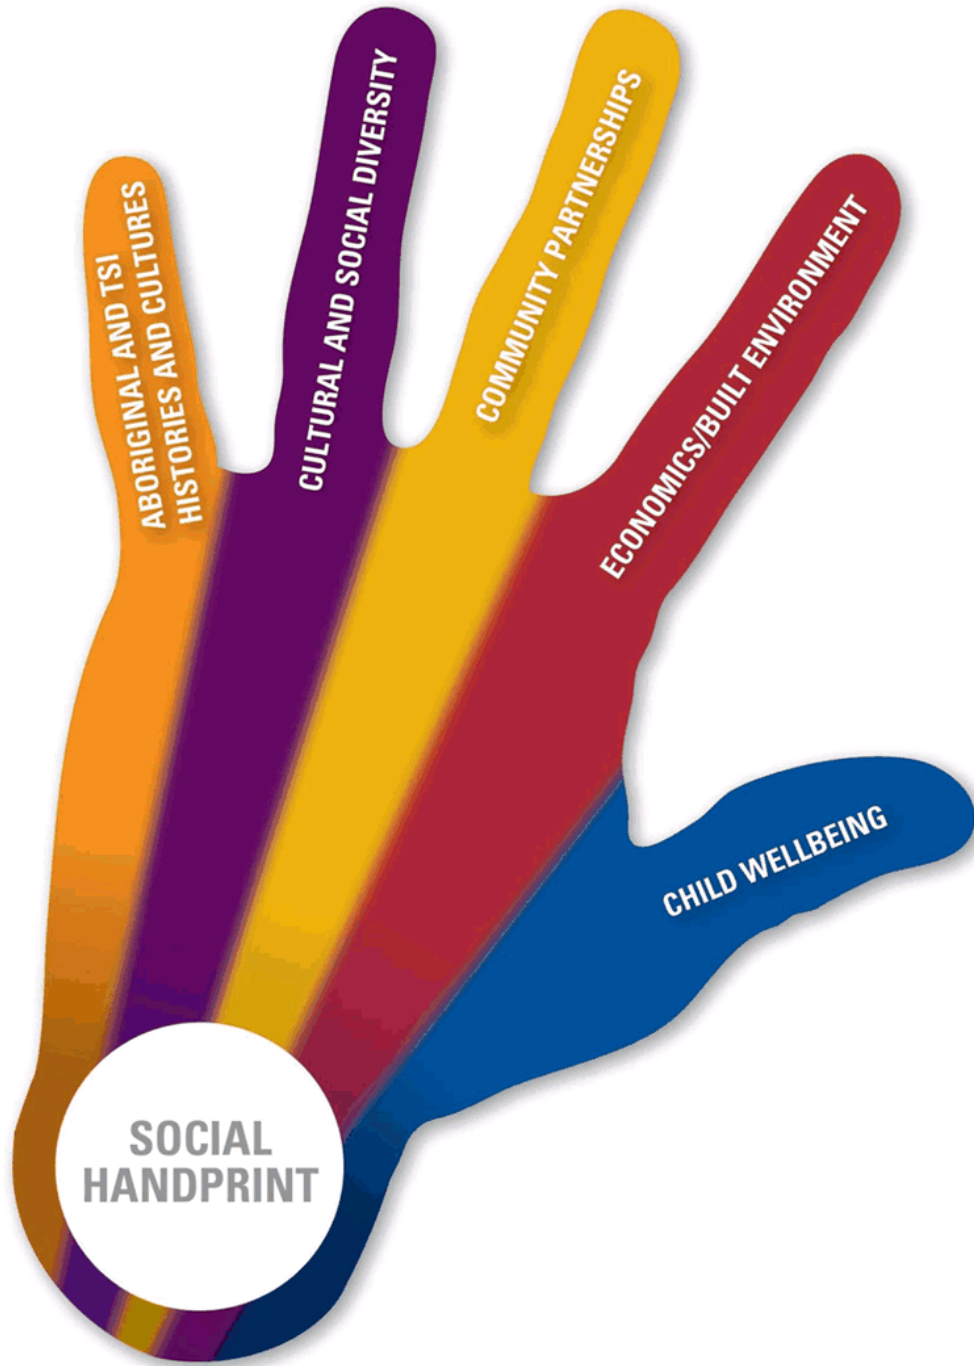 ABORIGINAL AND TSI
HISTORIES AND CULTURES
CULTURAL AND SOCIAL DIVERSITY
COMMUNITY PARTNERSHIPS
ECONOMICS/BUILT ENVIRONMENT
CHILD WELLBEING
SOCIAL
HANDPRINT